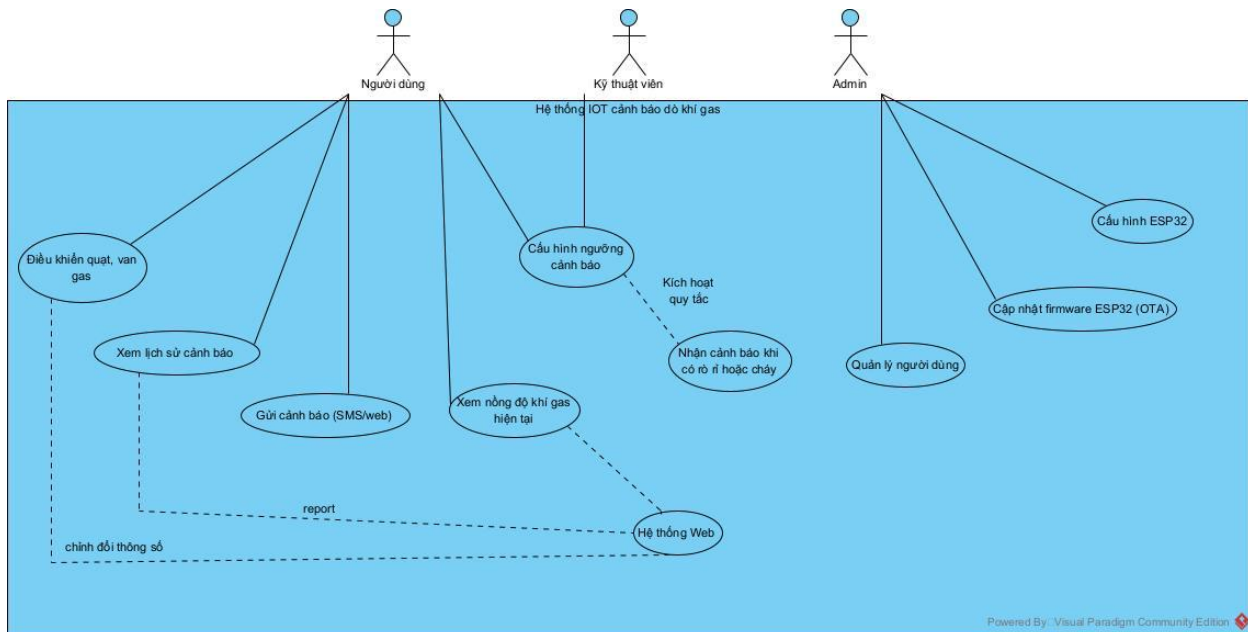 Người dùng
Kỹ thuật viên
Admin
Hệ thống IOT cảnh báo dò khí gas
Cấu hình ESP32
Điều khiển quạt, van
gas
Cấu hình ngưỡng
cảnh báo
Kích hoạt
quy tắc
Cập nhật firmware ESP32 (OTA)
Xem lịch sử cảnh báo
Nhận cảnh báo khi
có rò rỉ hoặc cháy
Quản lý người dùng
Gửi cảnh báo (SMS/web)
Xem nồng độ khí gas
hiện tại
report
Hệ thống Web
chỉnh đổi thông số
Powered By: Visual Paradigm Community Edition